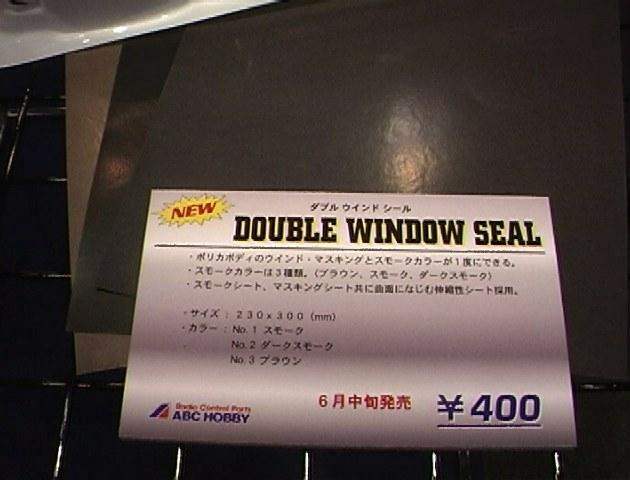 NEW
ダブル ウインド シール
DOUBLE WINDOW SEAL
・ポリカボディのウインド・マスキングとスモークカラーが1度にできる。
・スモークカラーは3種類。(ブラウン、スモーク、ダークスモーク)
・スモークシート、マスキングシート共に曲面になじむ伸縮性シート採用。
・サイズ : 230x300 (mm)
・カラー : No.1 スモーク
No.2 ダークスモーク
No.3 ブラウン
Radio Control Parts
ABC HOBBY
6月中旬発売
¥400